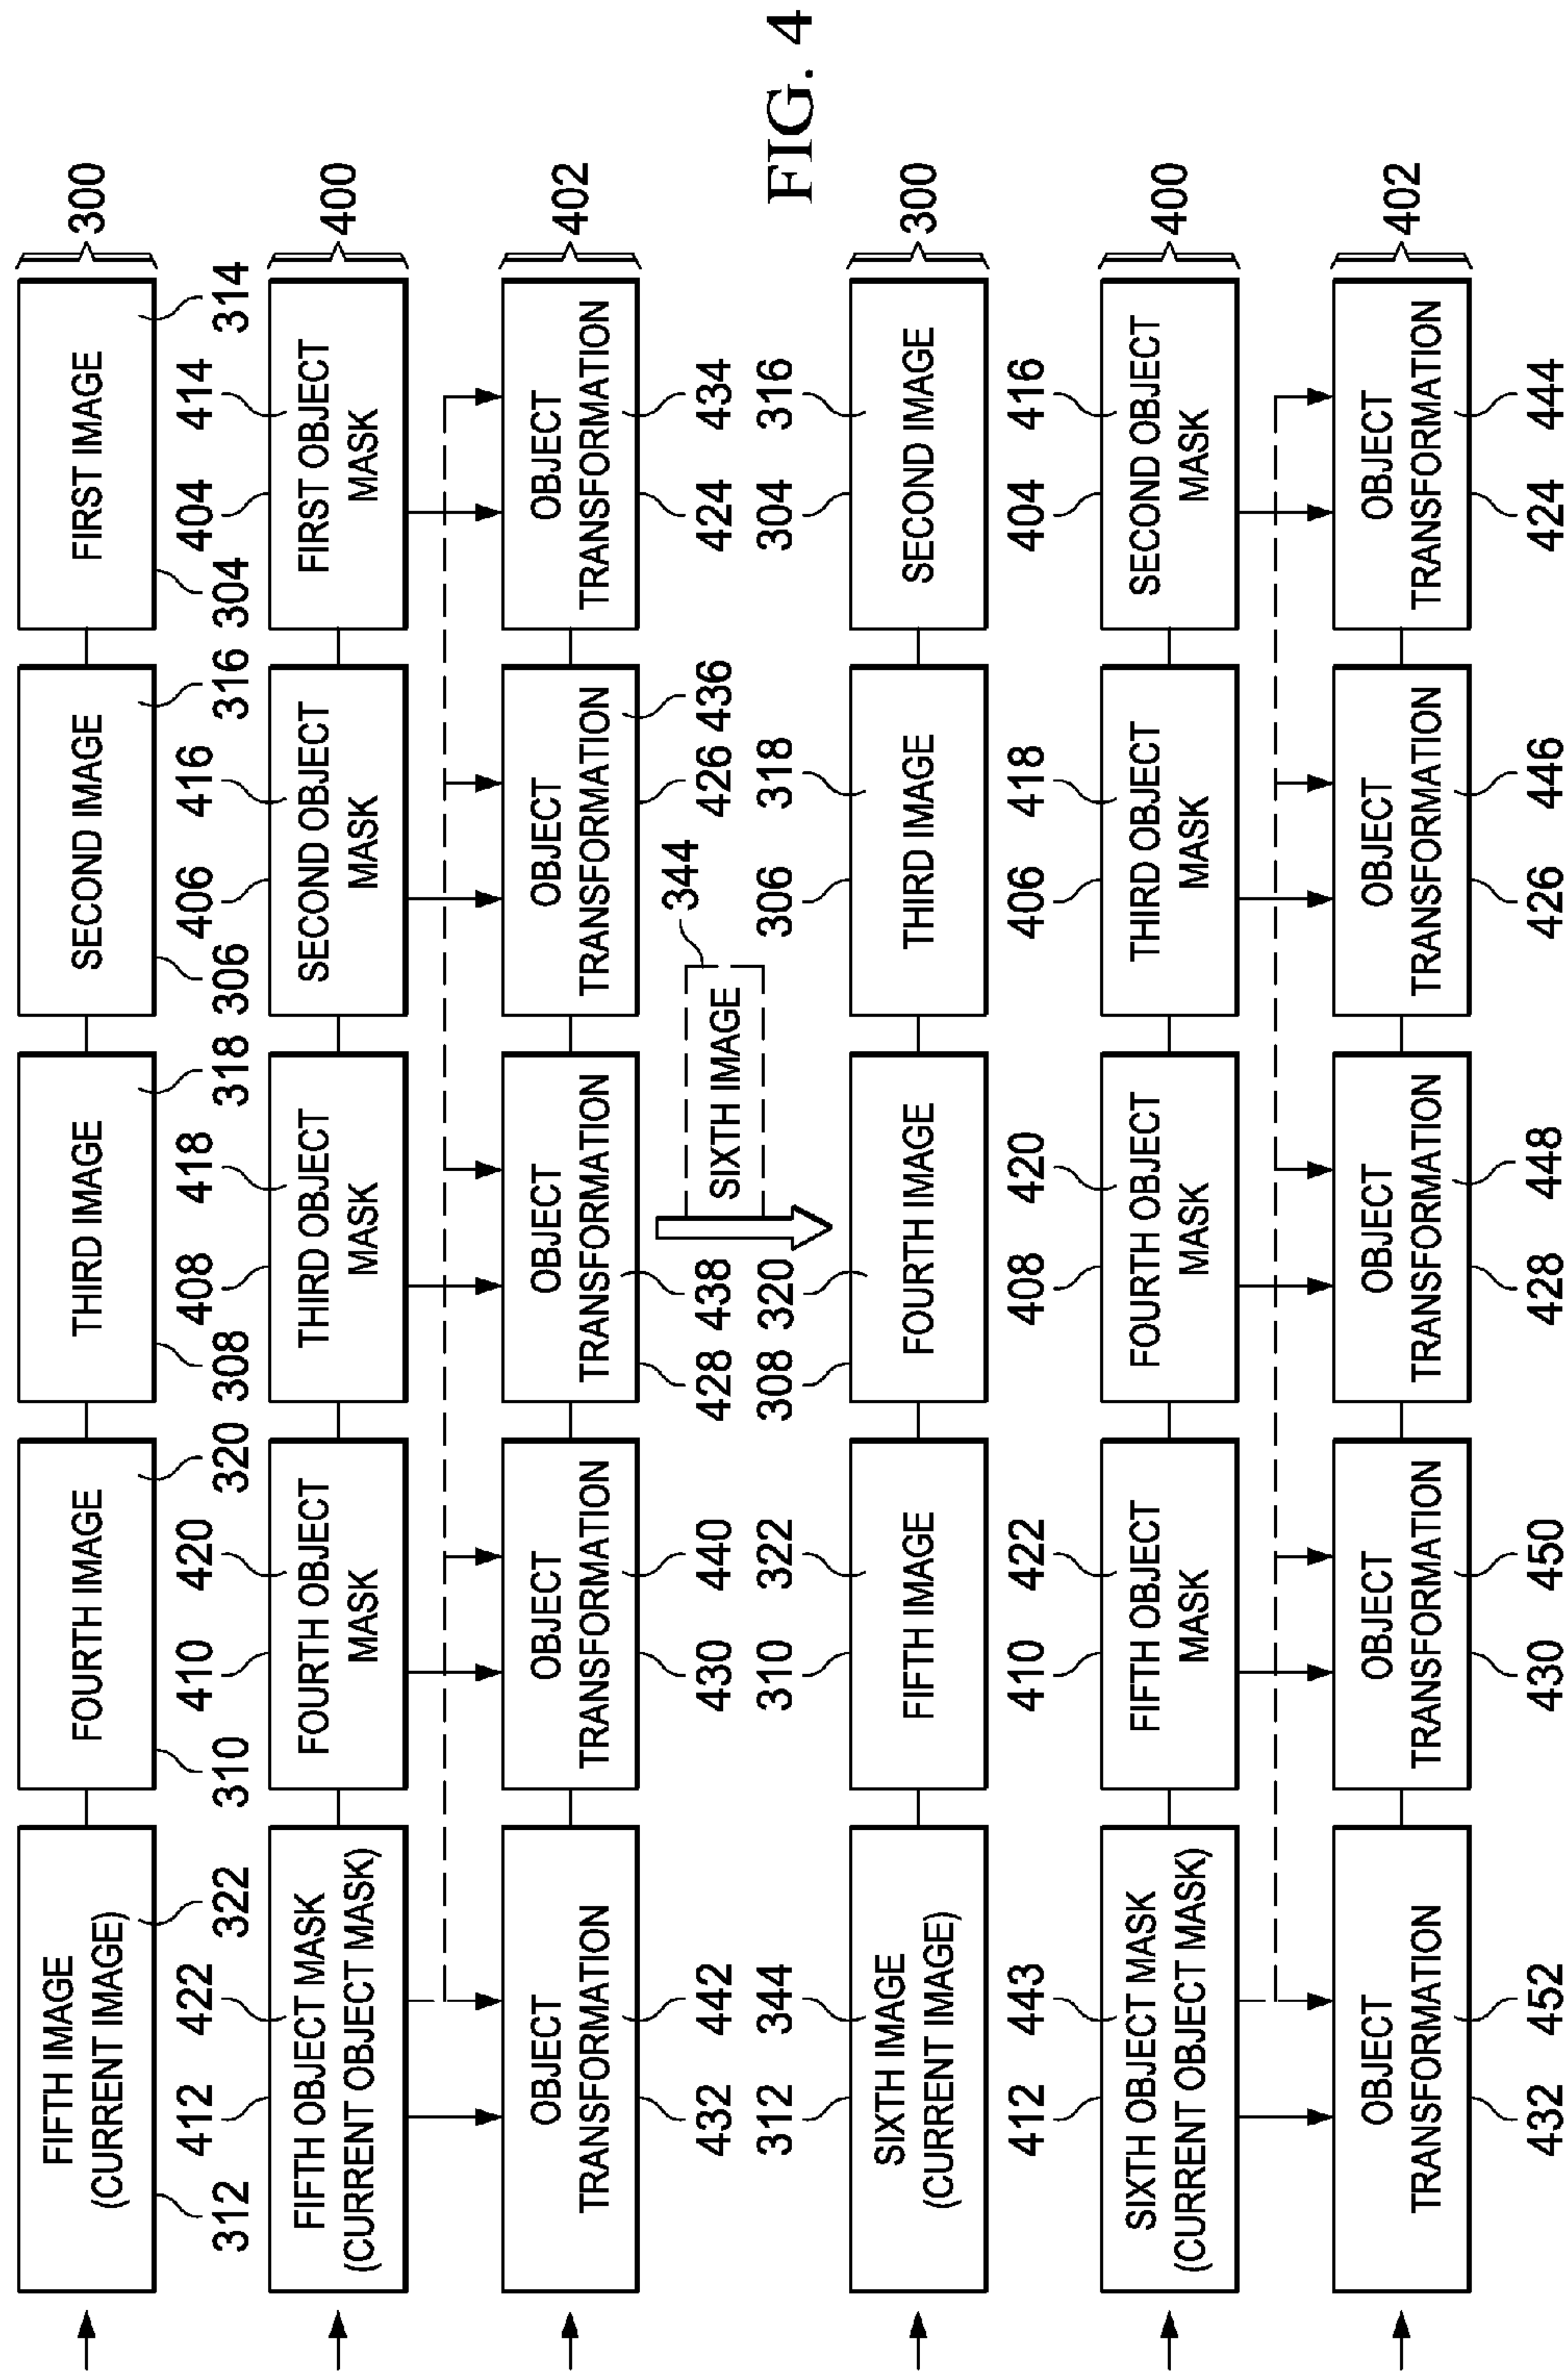 FIFTH IMAGE
(CURRENT IMAGE)
FOURTH IMAGE
THIRD IMAGE
SECOND IMAGE
FIRST IMAGE
300
312
322
310
320
308
318
306
316
304
314
412
422
410
420
408
418
406
416
404
414
FIFTH OBJECT MASK
(CURRENT OBJECT MASK)
FOURTH OBJECT
MASK
THIRD OBJECT
MASK
SECOND OBJECT
MASK
FIRST OBJECT
MASK
400
OBJECT
TRANSFORMATION
OBJECT
TRANSFORMATION
OBJECT
TRANSFORMATION
OBJECT
TRANSFORMATION
OBJECT
TRANSFORMATION
402
432
442
430
440
428
438
426
436
424
434
SIXTH IMAGE
344
FIG. 4
312
344
310
322
308
320
306
318
304
316
SIXTH IMAGE
(CURRENT IMAGE)
FIFTH IMAGE
FOURTH IMAGE
THIRD IMAGE
SECOND IMAGE
300
412
443
410
422
408
420
406
418
404
416
SIXTH OBJECT MASK
(CURRENT OBJECT MASK)
FIFTH OBJECT
MASK
FOURTH OBJECT
MASK
THIRD OBJECT
MASK
SECOND OBJECT
MASK
400
OBJECT
TRANSFORMATION
OBJECT
TRANSFORMATION
OBJECT
TRANSFORMATION
OBJECT
TRANSFORMATION
OBJECT
TRANSFORMATION
402
432
452
430
450
428
448
426
446
424
444